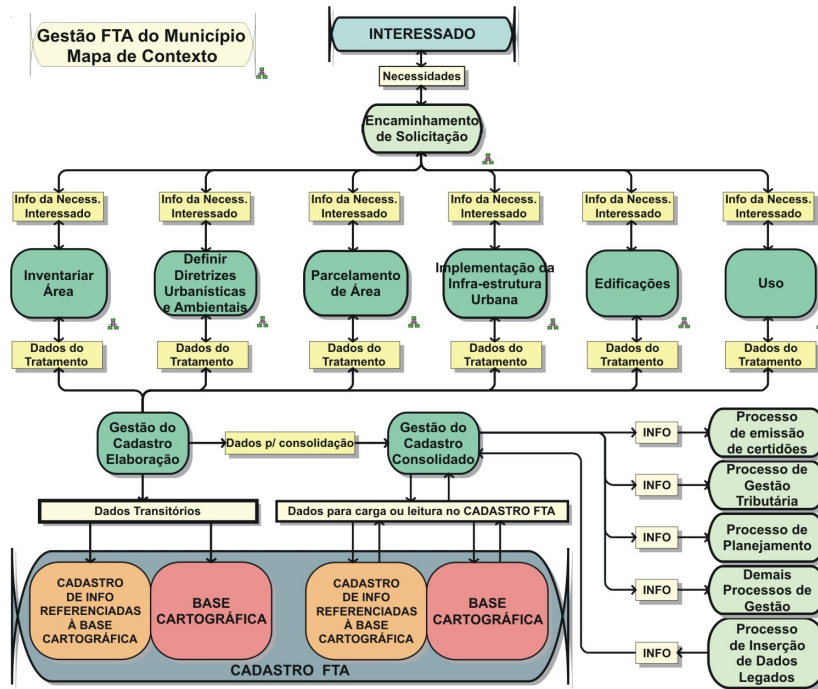 Gestão FTA do Município
Mapa de Contexto
INTERESSADO
Necessidades
Encaminhamento
de Solicitação
Info da Necess.
Interessado
Info da Necess.
Interessado
Info da Necess.
Interessado
Info da Necess.
Interessado
Info da Necess.
Interessado
Info da Necess.
Interessado
Inventariar
Área
Definir
Diretrizes
Urbanísticas
e Ambientais
Parcelamento
de Área
Implementação da
Infra-estrutura
Urbana
Edificações
Uso
Dados do
Tratamento
Dados do
Tratamento
Dados do
Tratamento
Dados do
Tratamento
Dados do
Tratamento
Dados do
Tratamento
Gestão do
Cadastro
Elaboração
Dados p/ consolidação
Gestão do
Cadastro
Consolidado
INFO
Processo
de emissão
de certidões
INFO
Processo de
Gestão
Tributária
INFO
Processo de
Planejamento
INFO
Demais
Processos de
Gestão
INFO
Processo
de Inserção
de Dados
Legados
Dados Transitórios
Dados para carga ou leitura no CADASTRO FTA
CADASTRO
DE INFO
REFERENCIADAS
À BASE
CARTOGRÁFICA
BASE
CARTOGRÁFICA
CADASTRO
DE INFO
REFERENCIADAS
À BASE
CARTOGRÁFICA
BASE
CARTOGRÁFICA
CADASTRO FTA